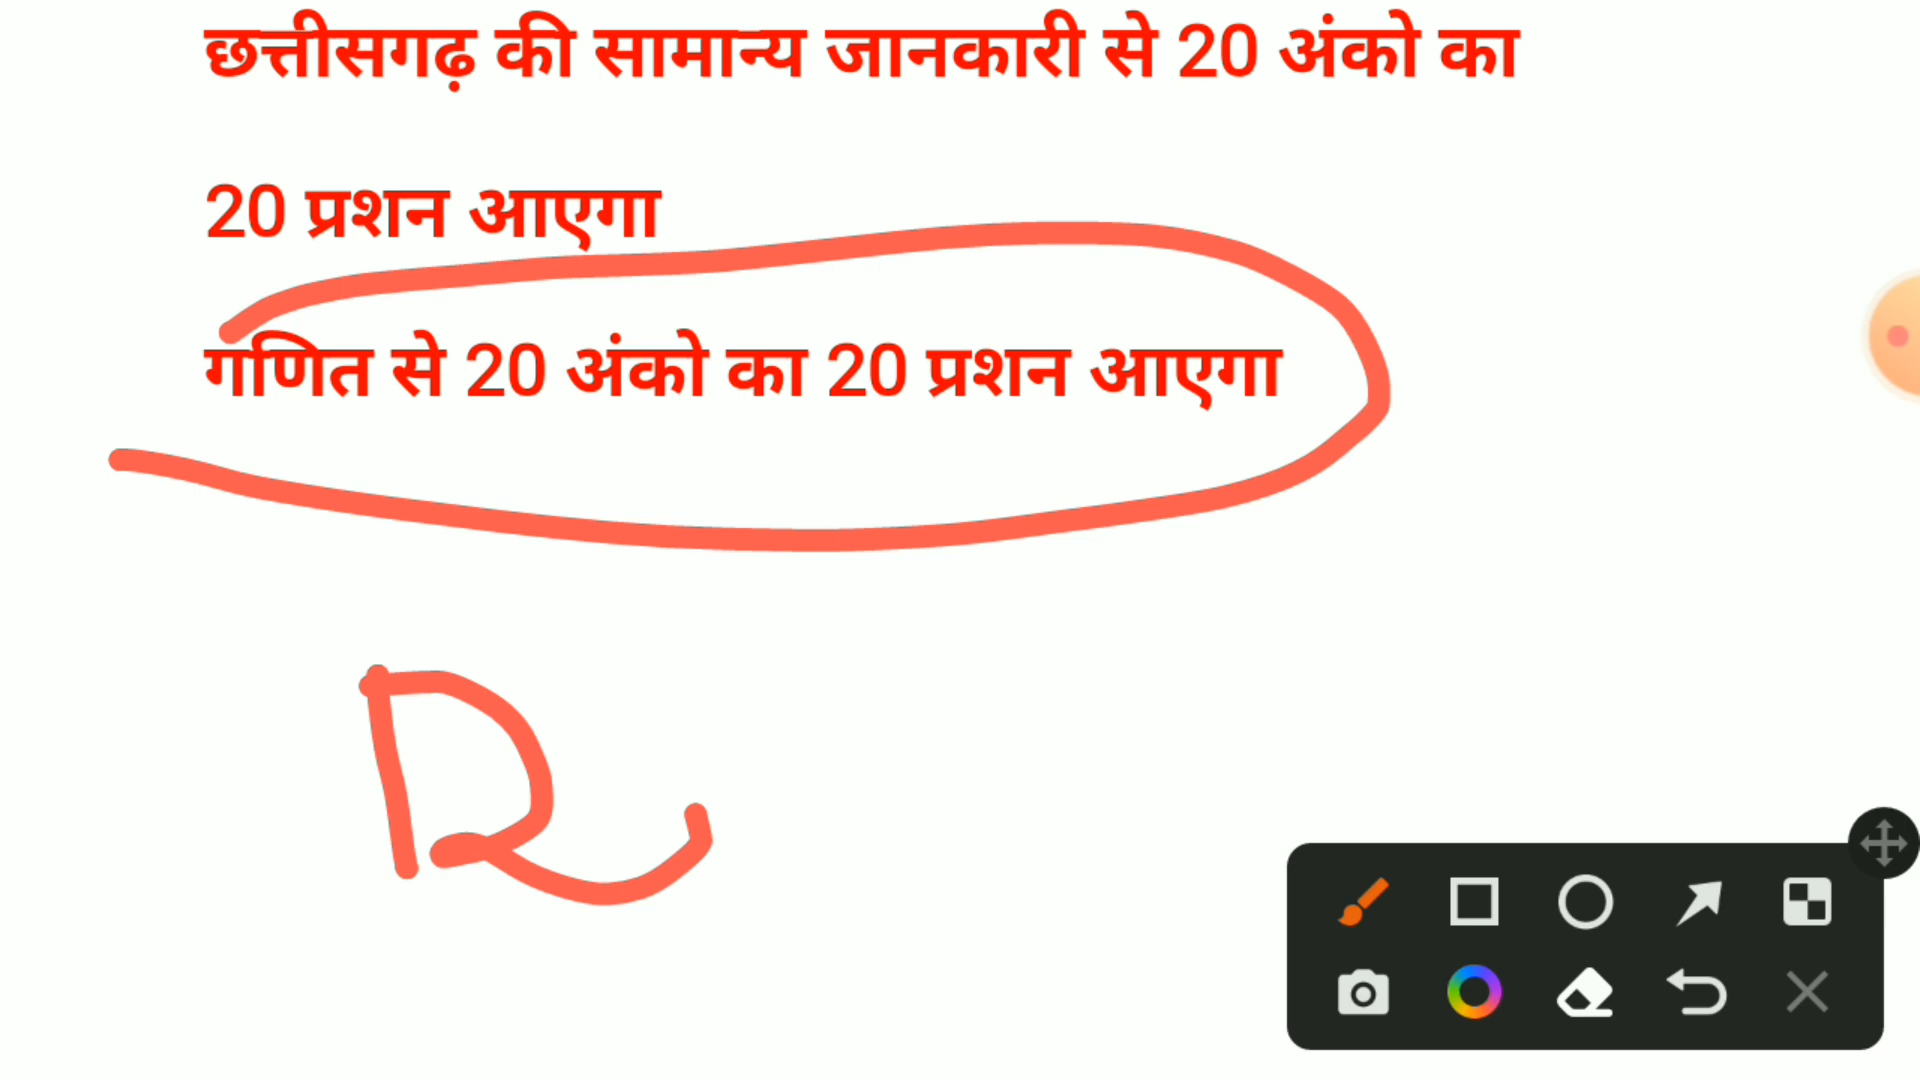 छत्तीसगढ़ की सामान्य जानकारी से 20 अंको का
20 प्रशन आएगा
गणित से 20 अंको का 20 प्रशन आएगा
R